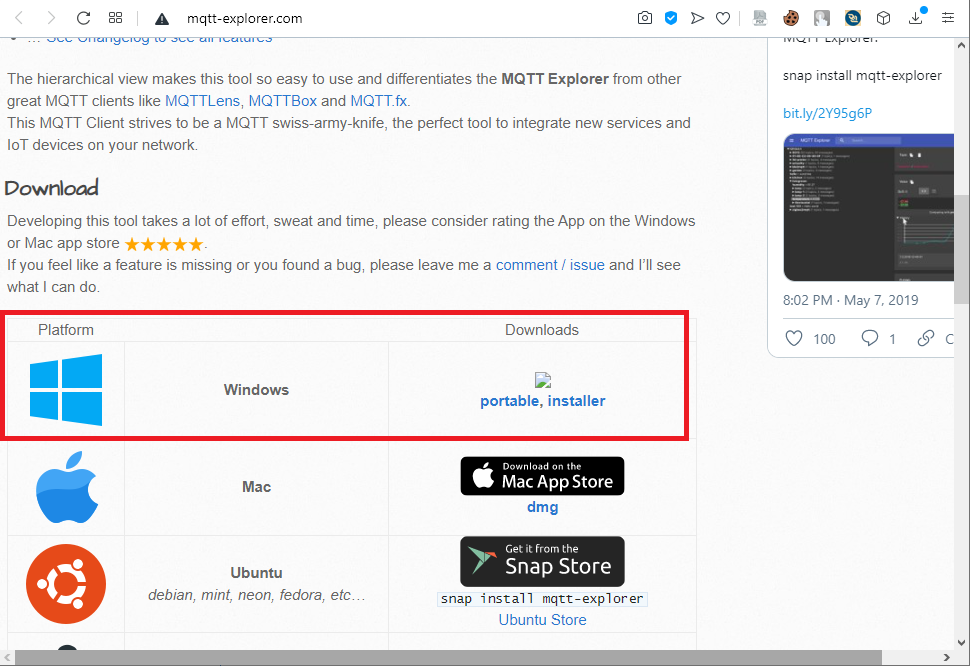 mqtt-explorer.com
… See Changelog to see all features
The hierarchical view makes this tool so easy to use and differentiates the MQTT Explorer from other
great MQTT clients like MQTTLens, MQTTBox and MQTT.fx.
This MQTT Client strives to be a MQTT swiss-army-knife, the perfect tool to integrate new services and
IoT devices on your network.
Download
Developing this tool takes a lot of effort, sweat and time, please consider rating the App on the Windows
or Mac app store ★★★★★.
If you feel like a feature is missing or you found a bug, please leave me a comment / issue and I’ll see
what I can do.
Platform Downloads
Windows
portable, installer
Mac
Download on the
Mac App Store
dmg
Ubuntu
debian, mint, neon, fedora, etc…
Get it from the
Snap Store
snap install mqtt-explorer
Ubuntu Store
MQTT Explorer.
snap install mqtt-explorer
bit.ly/2Y95g6P
MQTT Explorer
8:02 PM · May 7, 2019
100 1 C